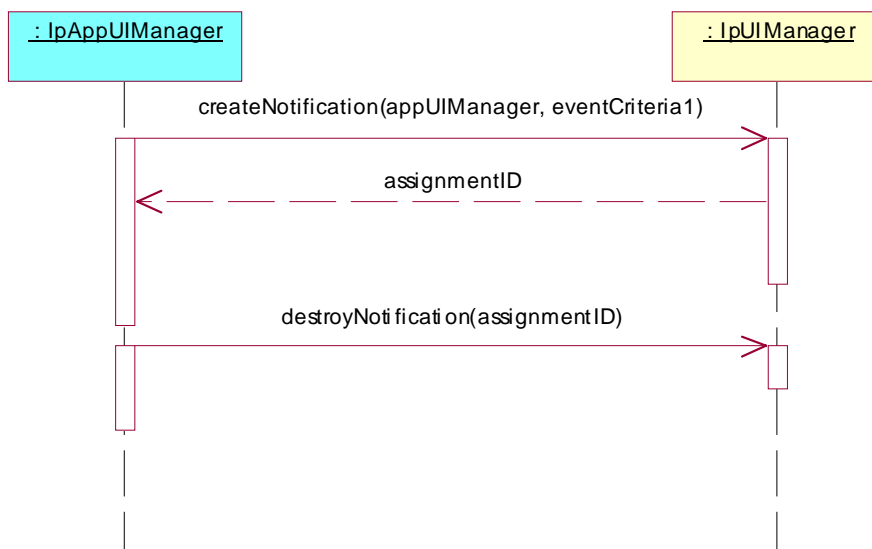 : IpAppUIManager
: IpUIManager
createNotification(appUIManager, eventCriteria1)
assignmentID
destroyNotification(assignmentID)